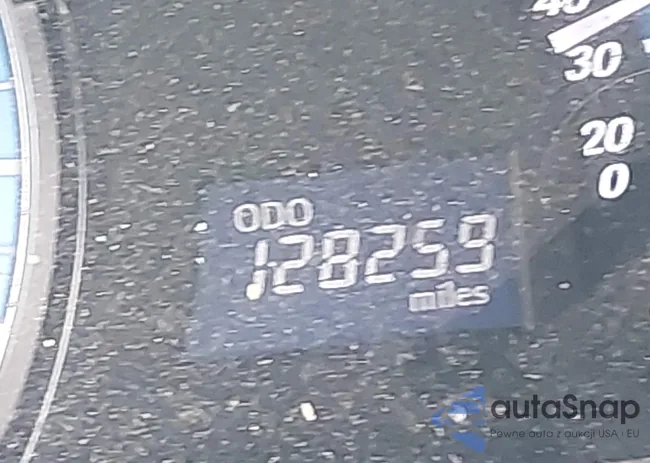 40
30
20
0
ODO
128259
miles
autaSnap
Pewne auta z aukcji USA i EU